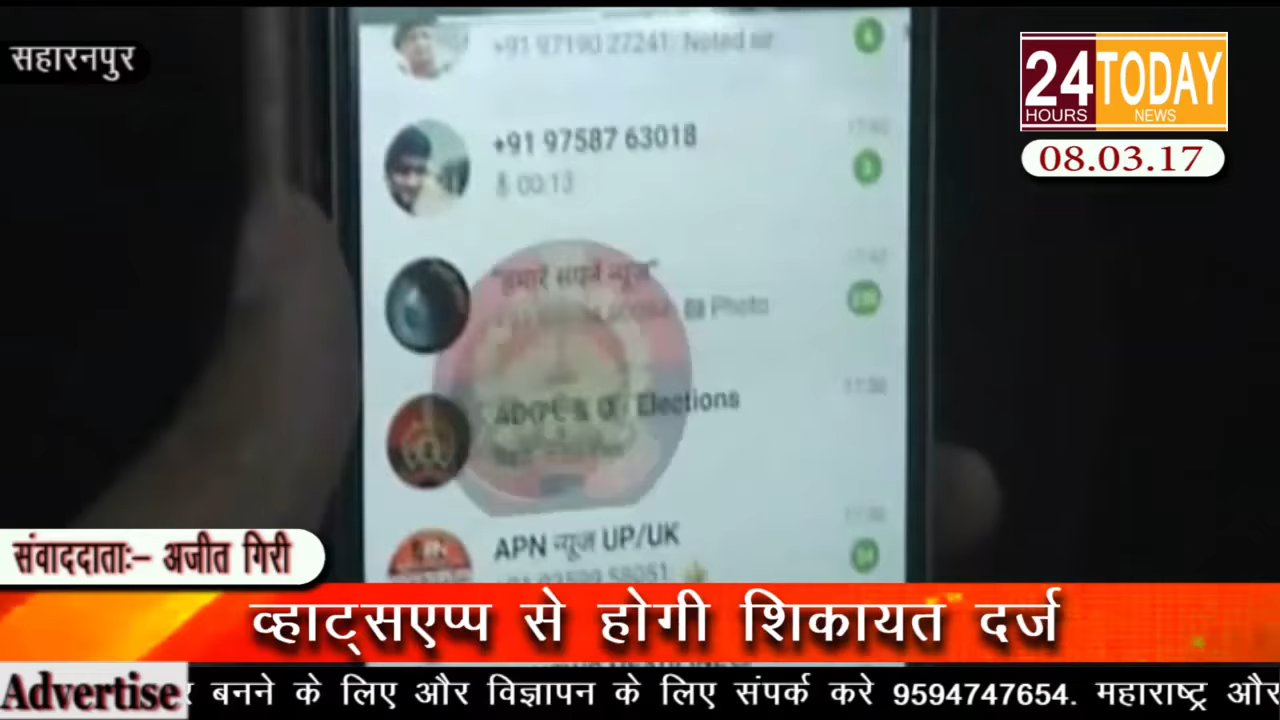 सहारनपुर
24 TODAY
HOURS NEWS
08.03.17
+91 97190 27241: Noted sir
+91 97587 63018
00:13
"हमारे सपने न्यूज"
Photo
Elections
APN न्यूज UP/UK
संवाददाताः– अजीत गिरी
व्हाट्सएप्प से होगी शिकायत दर्ज
Advertise
र बनने के लिए और विज्ञापन के लिए संपर्क करे 9594747654. महाराष्ट्र और